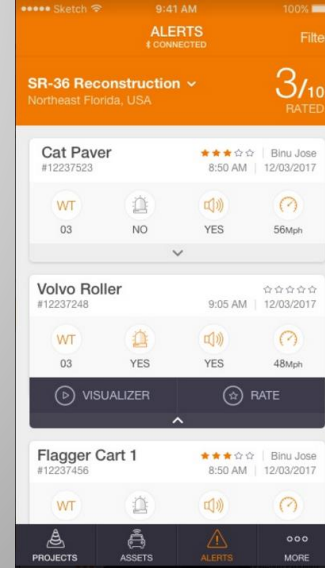 Sketch 9:41 AM 100%
ALERTS
CONNECTED
Filte
SR-36 Reconstruction
Northeast Florida, USA
3/10
RATED
Cat Paver
Binu Jose
#12237523 8:50 AM | 12/03/2017
WT
03 NO YES 56Mph
Volvo Roller
#12237248 9:05 AM | 12/03/2017
WT
03 YES YES 48Mph
VISUALIZER RATE
Flagger Cart 1
Binu Jose
#12237456 8:50 AM | 12/03/2017
WT
PROJECTS ASSETS ALERTS MORE